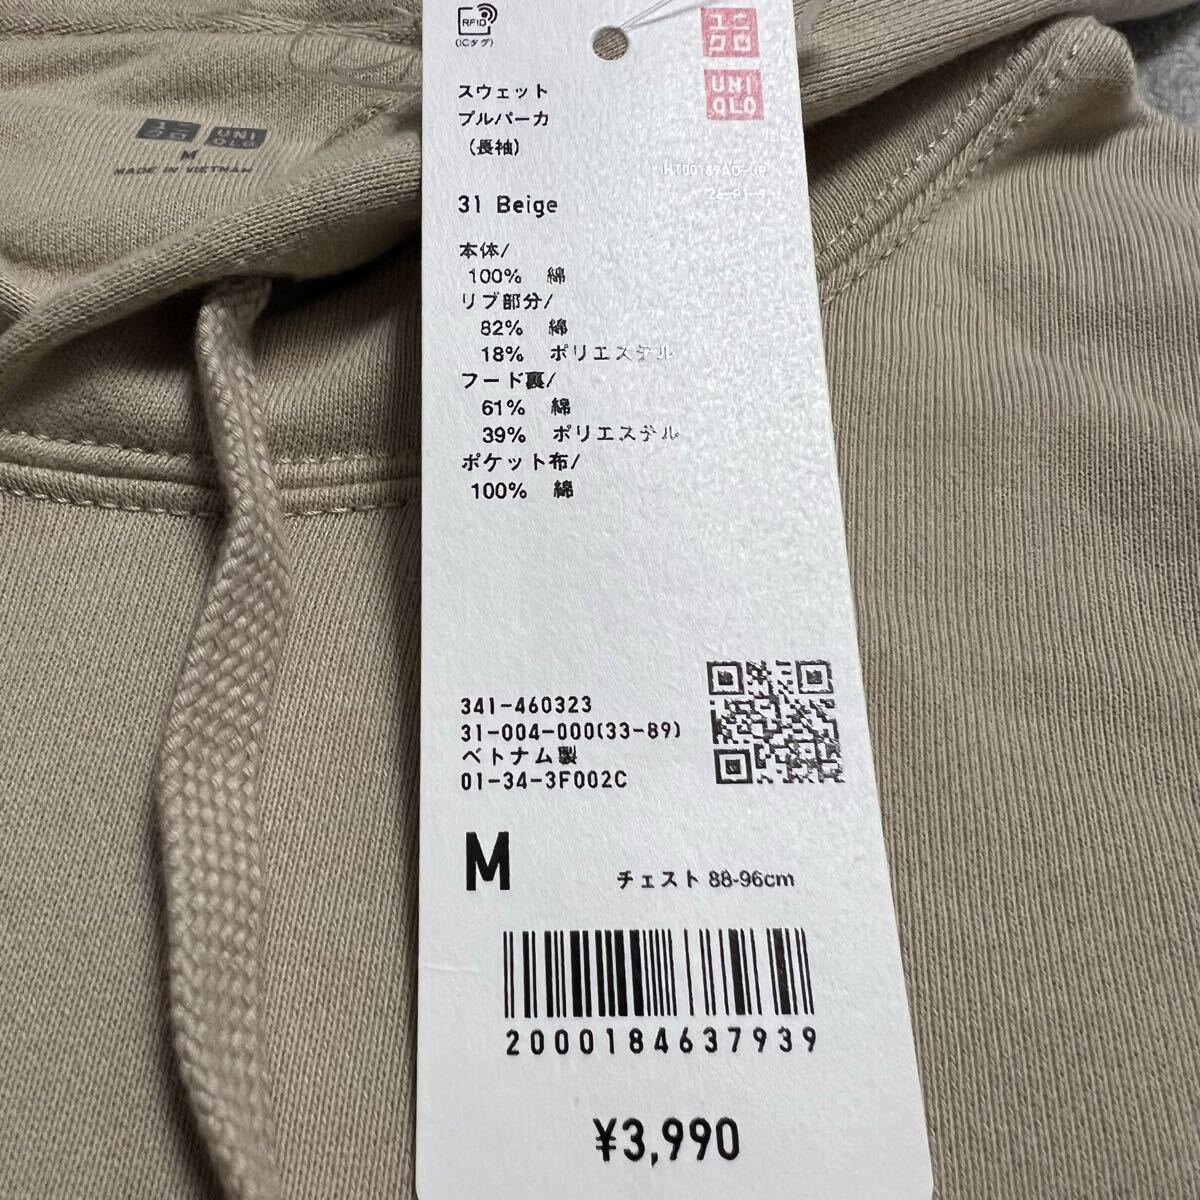 RFID
(ICタグ)
ユニ
クロ
UNI
QLO
スウェット
プルパーカ
(長袖)
31 Beige
本体/
100% 綿
リブ部分/
82% 綿
18% ポリエステル
フード裏/
61% 綿
39% ポリエステル
ポケット布/
100% 綿
341-460323
31-004-000(33-89)
ベトナム製
01-34-3F002C
M
チェスト 88-96cm
2000184637939
¥3,990
ユニ
クロ
UNI
QLO
M
MADE IN VIETNAM